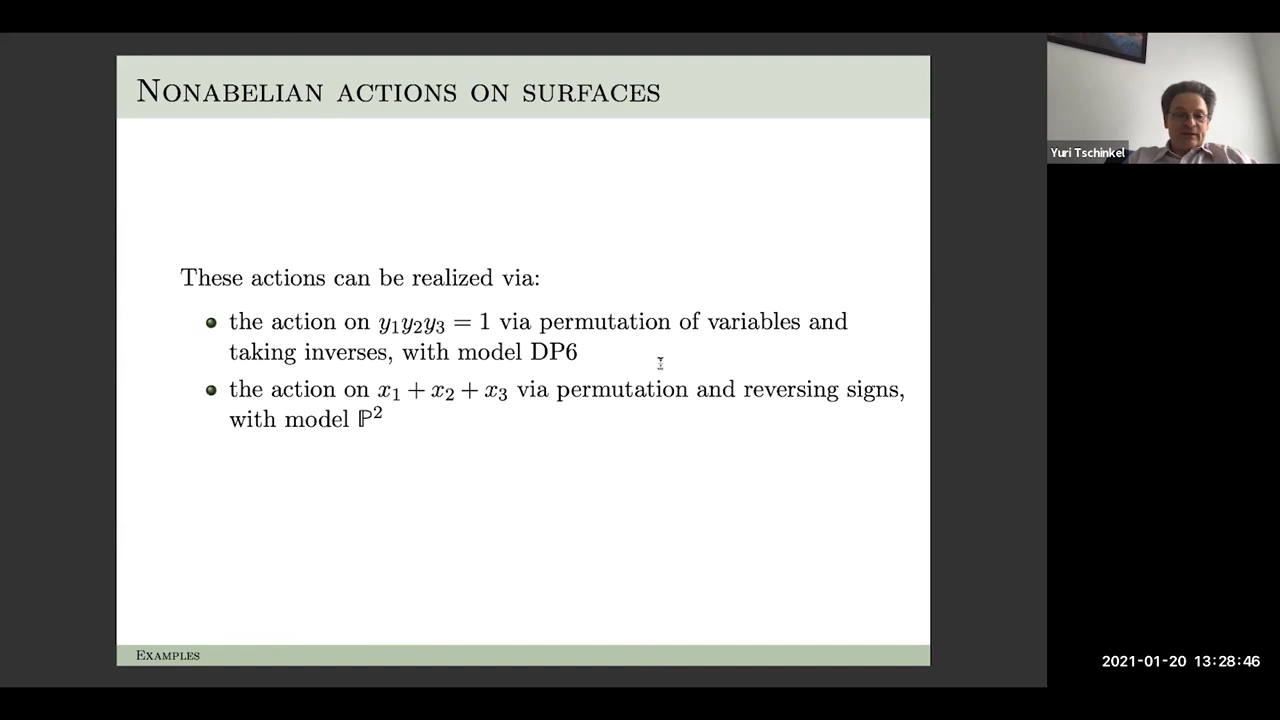 NONABELIAN ACTIONS ON SURFACES
Yuri Tschinkel
These actions can be realized via:
the action on y₁y₂y₃ = 1 via permutation of variables and
taking inverses, with model DP6
the action on x₁ + x₂ + x₃ via permutation and reversing signs,
with model ℙ²
EXAMPLES
2021-01-20 13:28:46